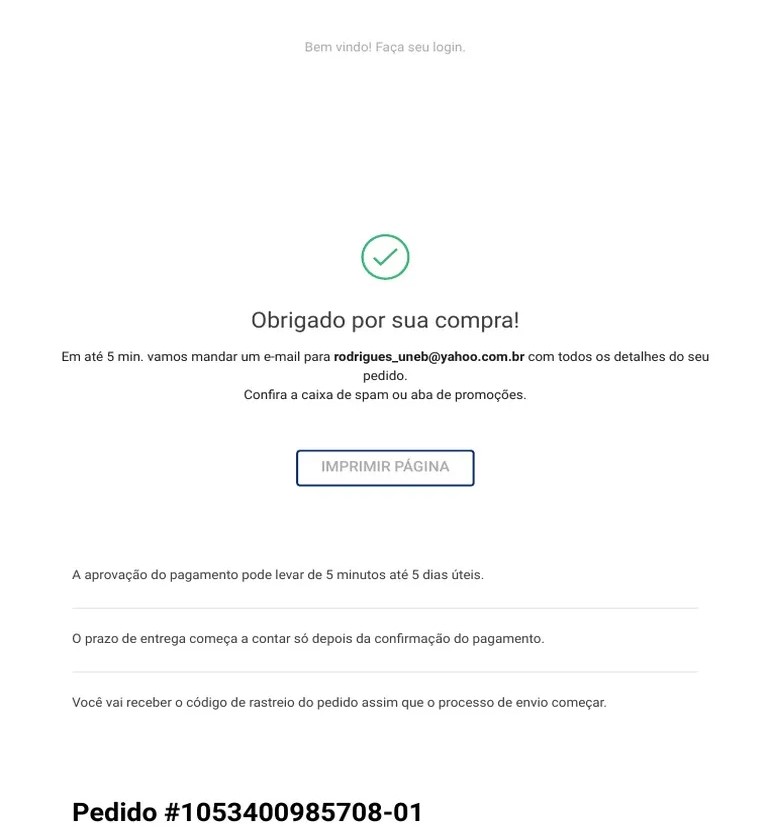 Bem vindo! Faça seu login.
Obrigado por sua compra!
Em até 5 min. vamos mandar um e-mail para rodrigues_uneb@yahoo.com.br com todos os detalhes do seu
pedido.
Confira a caixa de spam ou aba de promoções.
IMPRIMIR PÁGINA
A aprovação do pagamento pode levar de 5 minutos até 5 dias úteis.
O prazo de entrega começa a contar só depois da confirmação do pagamento.
Você vai receber o código de rastreio do pedido assim que o processo de envio começar.
Pedido #1053400985708-01